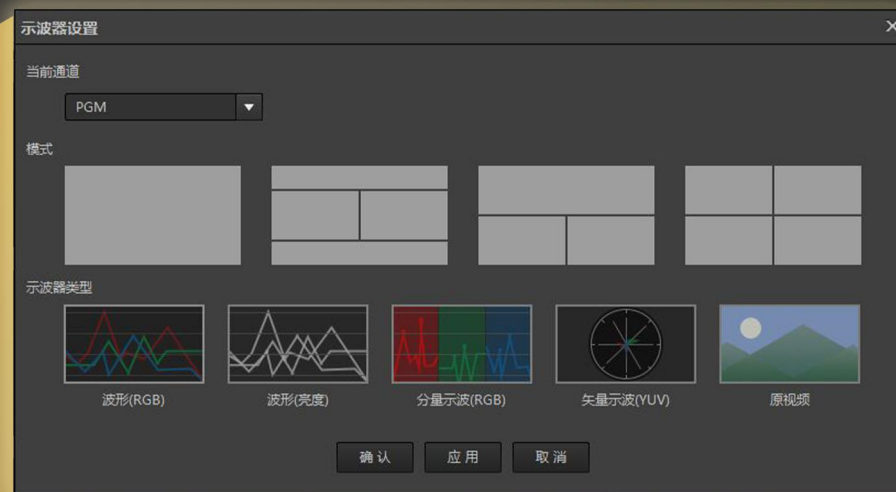 示波器设置
当前通道
PGM
模式
示波器类型
波形(RGB)
波形(亮度)
分量示波(RGB)
矢量示波(YUV)
原视频
确认
应用
取消